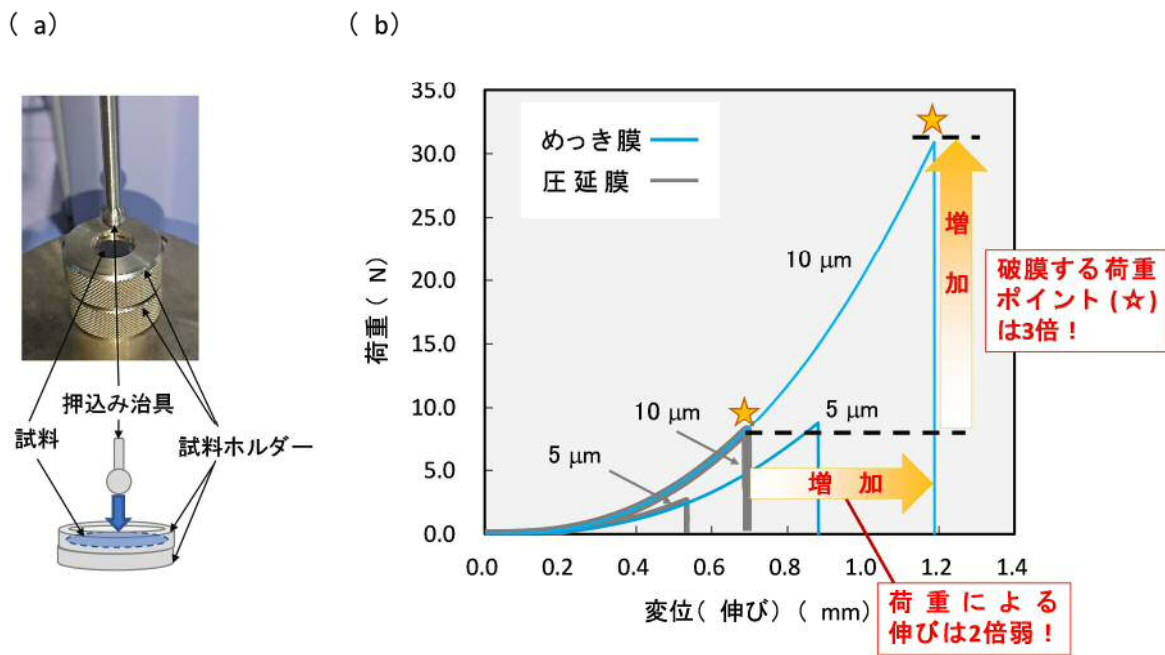 ( a)
( b)
押込み治具
試料
試料ホルダー
35.0
30.0
25.0
20.0
15.0
10.0
5.0
0.0
荷重( N)
めっき膜
圧延膜
10 μm
10 μm
5 μm
5 μm
増加
増 加
0.0 0.2 0.4 0.6 0.8 1.0 1.2 1.4
変位( 伸び) ( mm)
破膜する荷重
ポイント(☆)
は3倍!
荷重による
伸びは2倍弱!